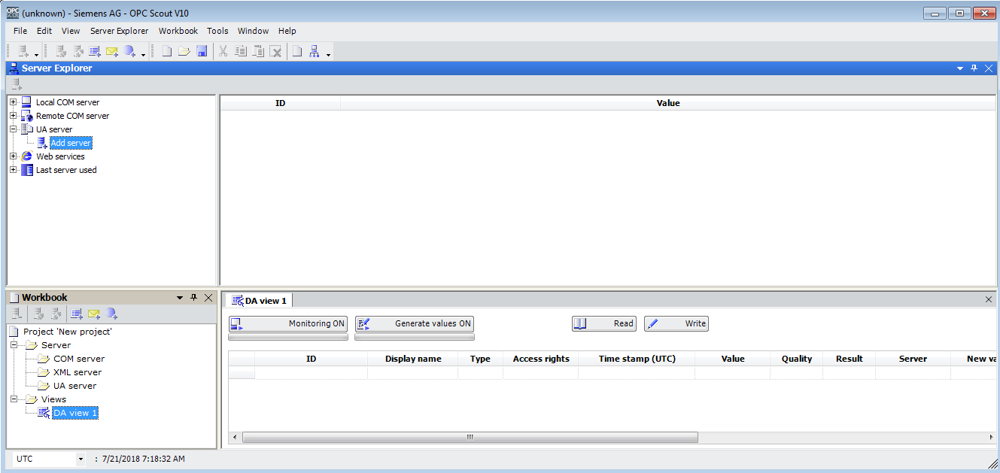 (unknown) - Siemens AG - OPC Scout V10
File Edit View Server Explorer Workbook Tools Window Help
Server Explorer
Local COM server
Remote COM server
UA server
Add server
Web services
Last server used
ID Value
Workbook
Project 'New project'
Server
COM server
XML server
UA server
Views
DA view 1
DA view 1
Monitoring ON Generate values ON Read Write
ID Display name Type Access rights Time stamp (UTC) Value Quality Result Server New va
UTC : 7/21/2018 7:18:32 AM